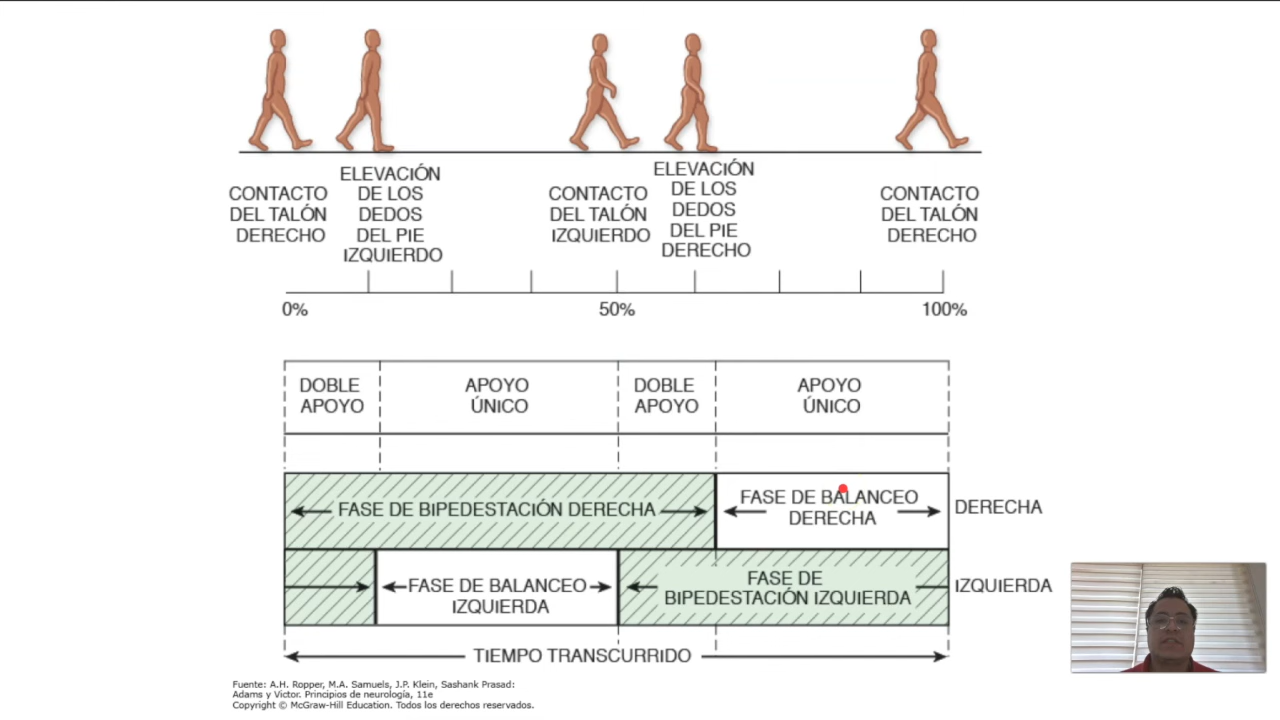 CONTACTO
DEL TALÓN
DERECHO
ELEVACIÓN
DE LOS
DEDOS
DEL PIE
IZQUIERDO
CONTACTO
DEL TALÓN
IZQUIERDO
ELEVACIÓN
DE LOS
DEDOS
DEL PIE
DERECHO
CONTACTO
DEL TALÓN
DERECHO
0%
50%
100%
DOBLE
APOYO
APOYO
ÚNICO
DOBLE
APOYO
APOYO
ÚNICO
FASE DE BIPEDESTACIÓN DERECHA
FASE DE BALANCEO
DERECHA
DERECHA
FASE DE BALANCEO
IZQUIERDA
FASE DE
BIPEDESTACIÓN IZQUIERDA
IZQUIERDA
TIEMPO TRANSCURRIDO
Fuente: A.H. Ropper, M.A. Samuels, J.P. Klein, Sashank Prasad:
Adams y Victor. Principios de neurología, 11e
Copyright © McGraw-Hill Education. Todos los derechos reservados.